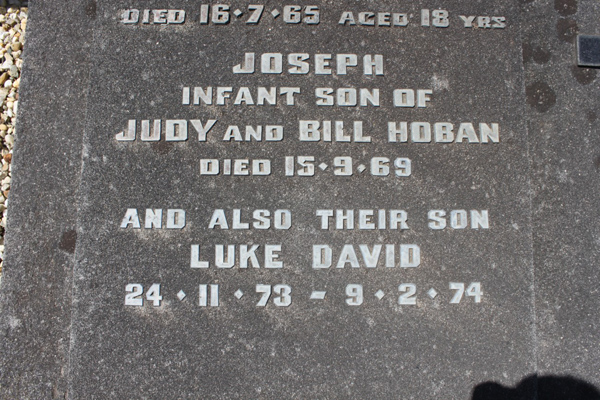 DIED 16·7·65 AGED 18 YRS
JOSEPH
INFANT SON OF
JUDY AND BILL HOBAN
DIED 15·9·69
AND ALSO THEIR SON
LUKE DAVID
24·11·73 - 9·2·74